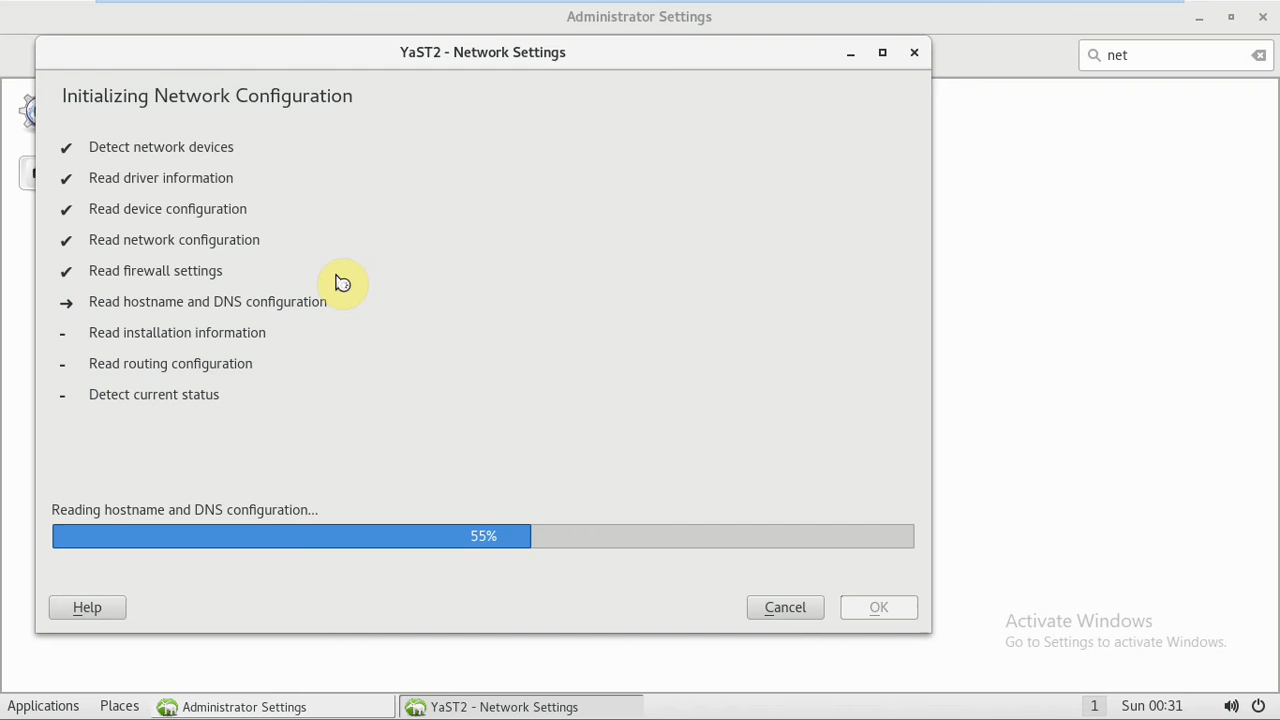 Administrator Settings
YaST2 - Network Settings
net
Initializing Network Configuration
✔ Detect network devices
✔ Read driver information
✔ Read device configuration
✔ Read network configuration
✔ Read firewall settings
➔ Read hostname and DNS configuration
- Read installation information
- Read routing configuration
- Detect current status
Reading hostname and DNS configuration...
55%
Help
Cancel
OK
Activate Windows
Go to Settings to activate Windows.
Applications Places Administrator Settings YaST2 - Network Settings 1 Sun 00:31